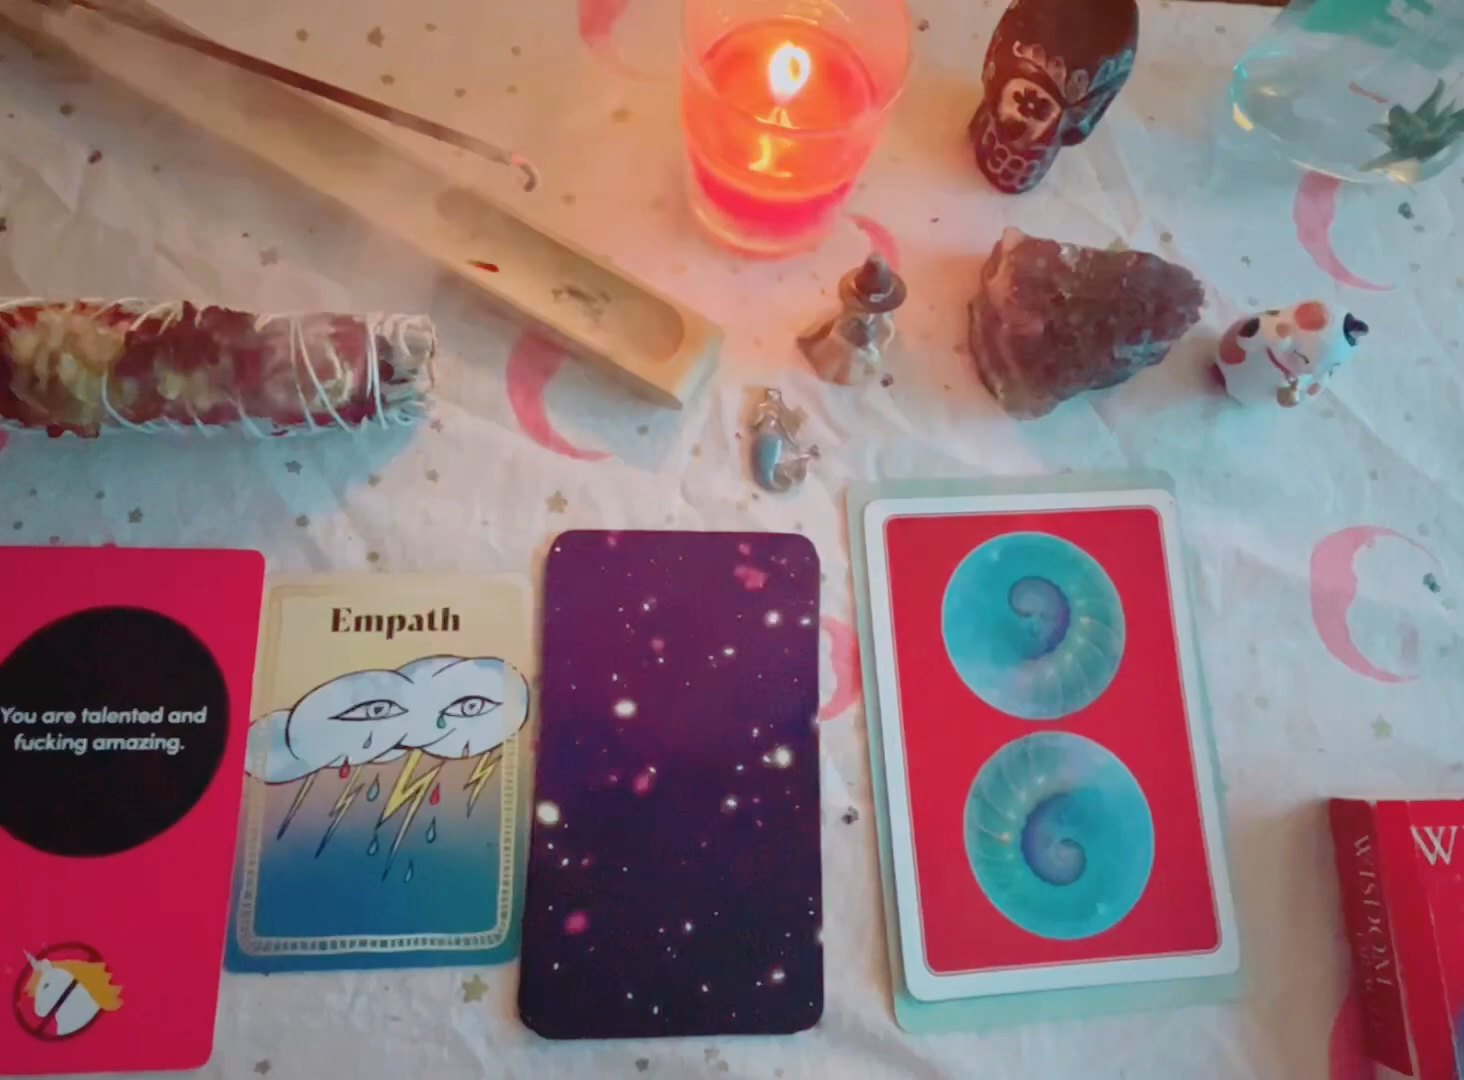 Empath
You are talented and
fucking amazing.
WISDOM
W